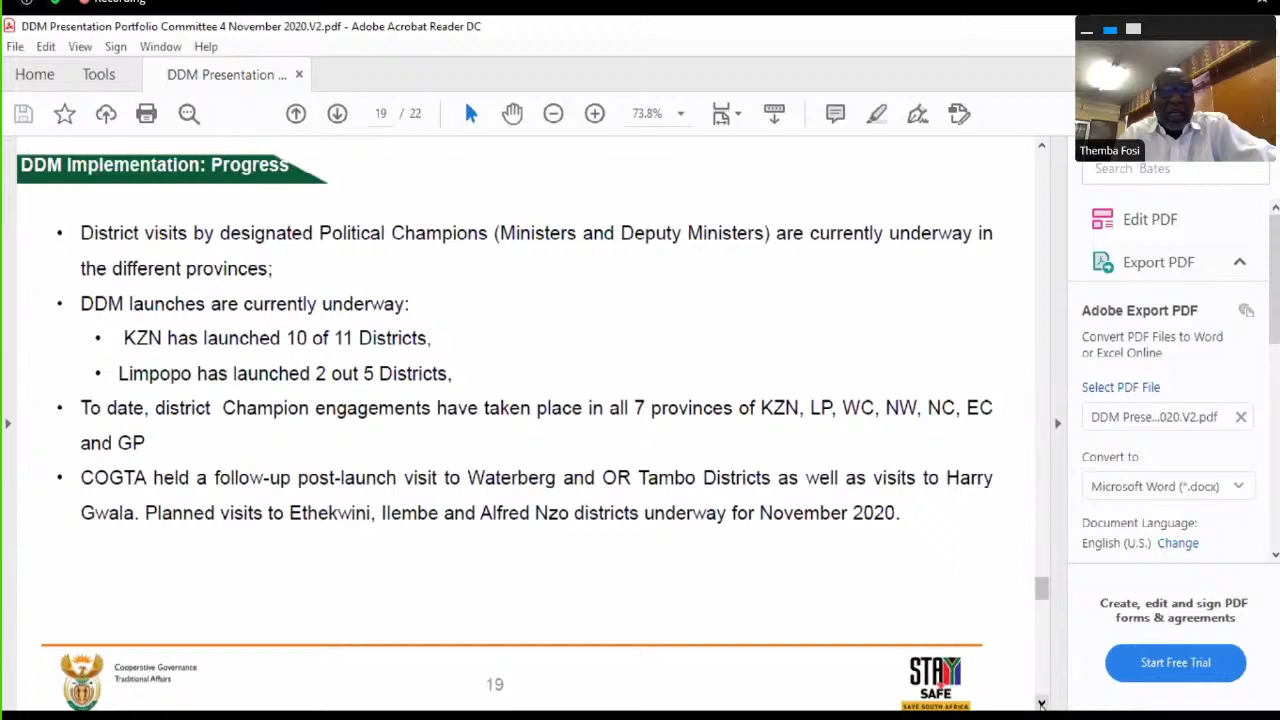 Recording
DDM Presentation Portfolio Committee 4 November 2020.V2.pdf - Adobe Acrobat Reader DC
File Edit View Sign Window Help
Home Tools DDM Presentation ... ×
19 / 22 73.8%
Themba Fosi
Search 'Bates'
DDM Implementation: Progress
• District visits by designated Political Champions (Ministers and Deputy Ministers) are currently underway in
the different provinces;
• DDM launches are currently underway:
• KZN has launched 10 of 11 Districts,
• Limpopo has launched 2 out 5 Districts,
• To date, district Champion engagements have taken place in all 7 provinces of KZN, LP, WC, NW, NC, EC
and GP
• COGTA held a follow-up post-launch visit to Waterberg and OR Tambo Districts as well as visits to Harry
Gwala. Planned visits to Ethekwini, Ilembe and Alfred Nzo districts underway for November 2020.
Cooperative Governance
Traditional Affairs
19
STAY
SAFE
SAVE SOUTH AFRICA
Edit PDF
Export PDF
Adobe Export PDF
Convert PDF Files to Word
or Excel Online
Select PDF File
DDM Prese...020.V2.pdf
Convert to
Microsoft Word (*.docx)
Document Language:
English (U.S.) Change
Create, edit and sign PDF
forms & agreements
Start Free Trial